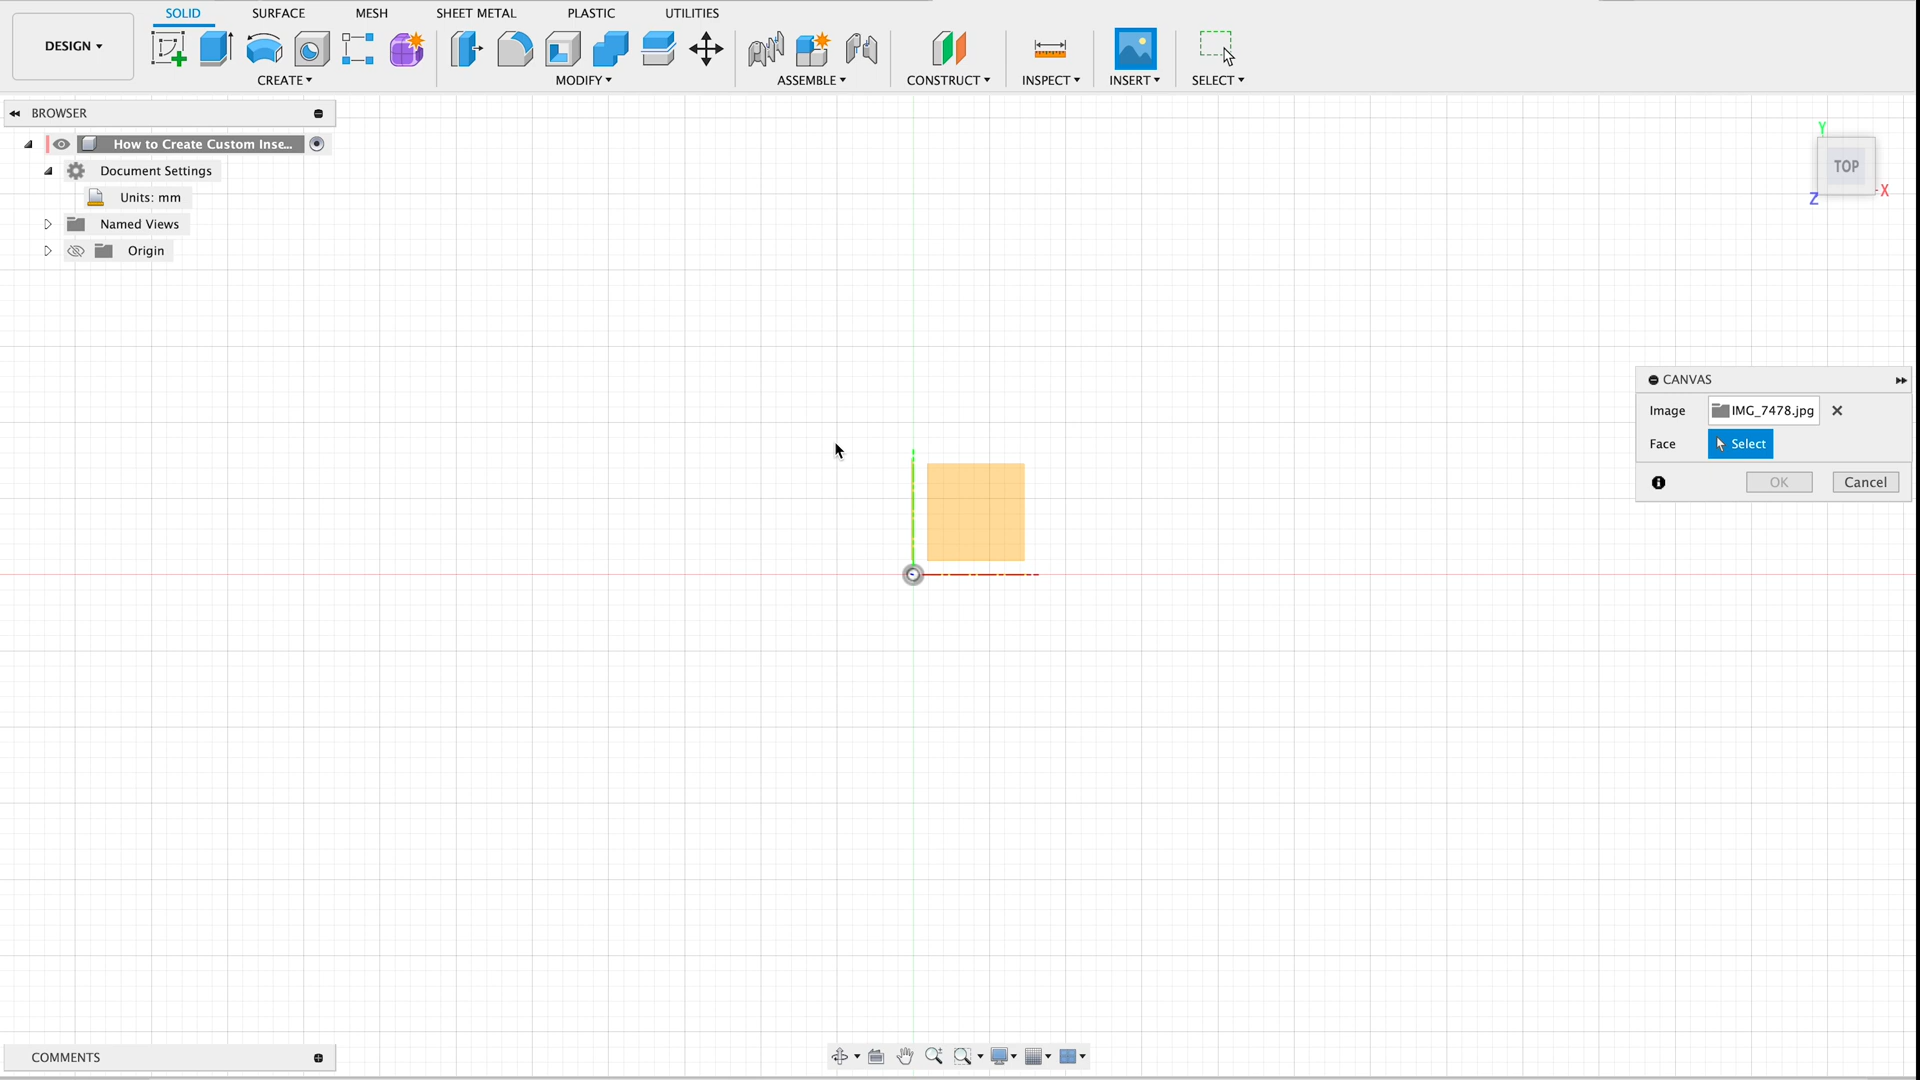 SOLID SURFACE MESH SHEET METAL PLASTIC UTILITIES
DESIGN
CREATE MODIFY ASSEMBLE CONSTRUCT INSPECT INSERT SELECT
BROWSER
How to Create Custom Inse...
Document Settings
Units: mm
Named Views
Origin
Y
TOP
X
Z
CANVAS
Image IMG_7478.jpg
Face Select
OK Cancel
COMMENTS